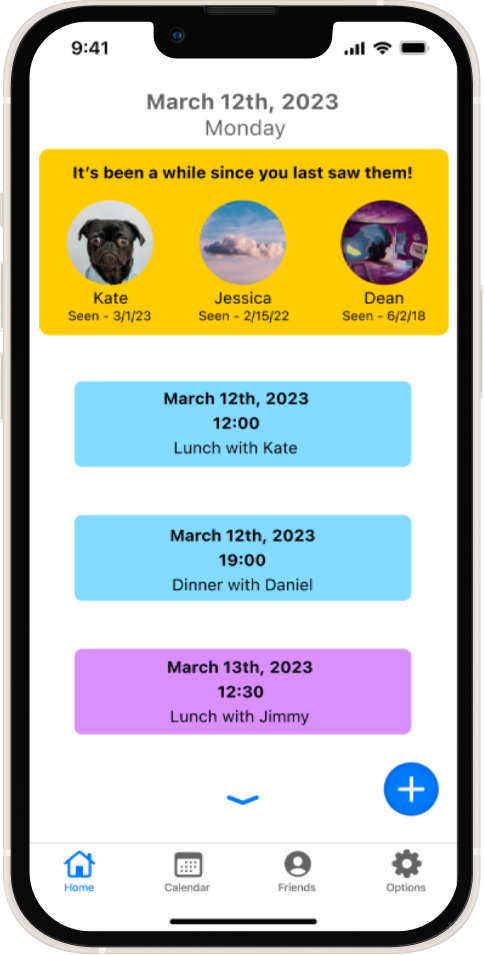 9:41
March 12th, 2023
Monday
It's been a while since you last saw them!
Kate
Jessica
Dean
Seen - 3/1/23
Seen - 2/15/22
Seen - 6/2/18
March 12th, 2023
12:00
Lunch with Kate
March 12th, 2023
19:00
Dinner with Daniel
March 13th, 2023
12:30
Lunch with Jimmy
Home
Calendar
Friends
Options